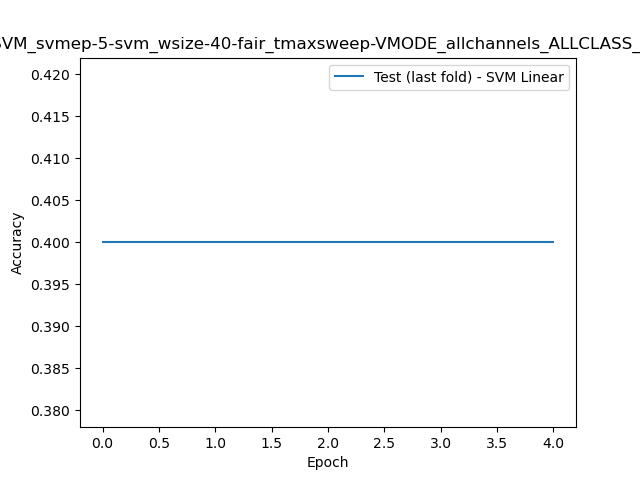 SVM_svmep-5-svm_wsize-40-fair_tmaxsweep-VMODE_allchannels_ALLCLASS_
Test (last fold) - SVM Linear
0.420
0.415
0.410
0.405
0.400
0.395
0.390
0.385
0.380
Accuracy
0.0 0.5 1.0 1.5 2.0 2.5 3.0 3.5 4.0
Epoch